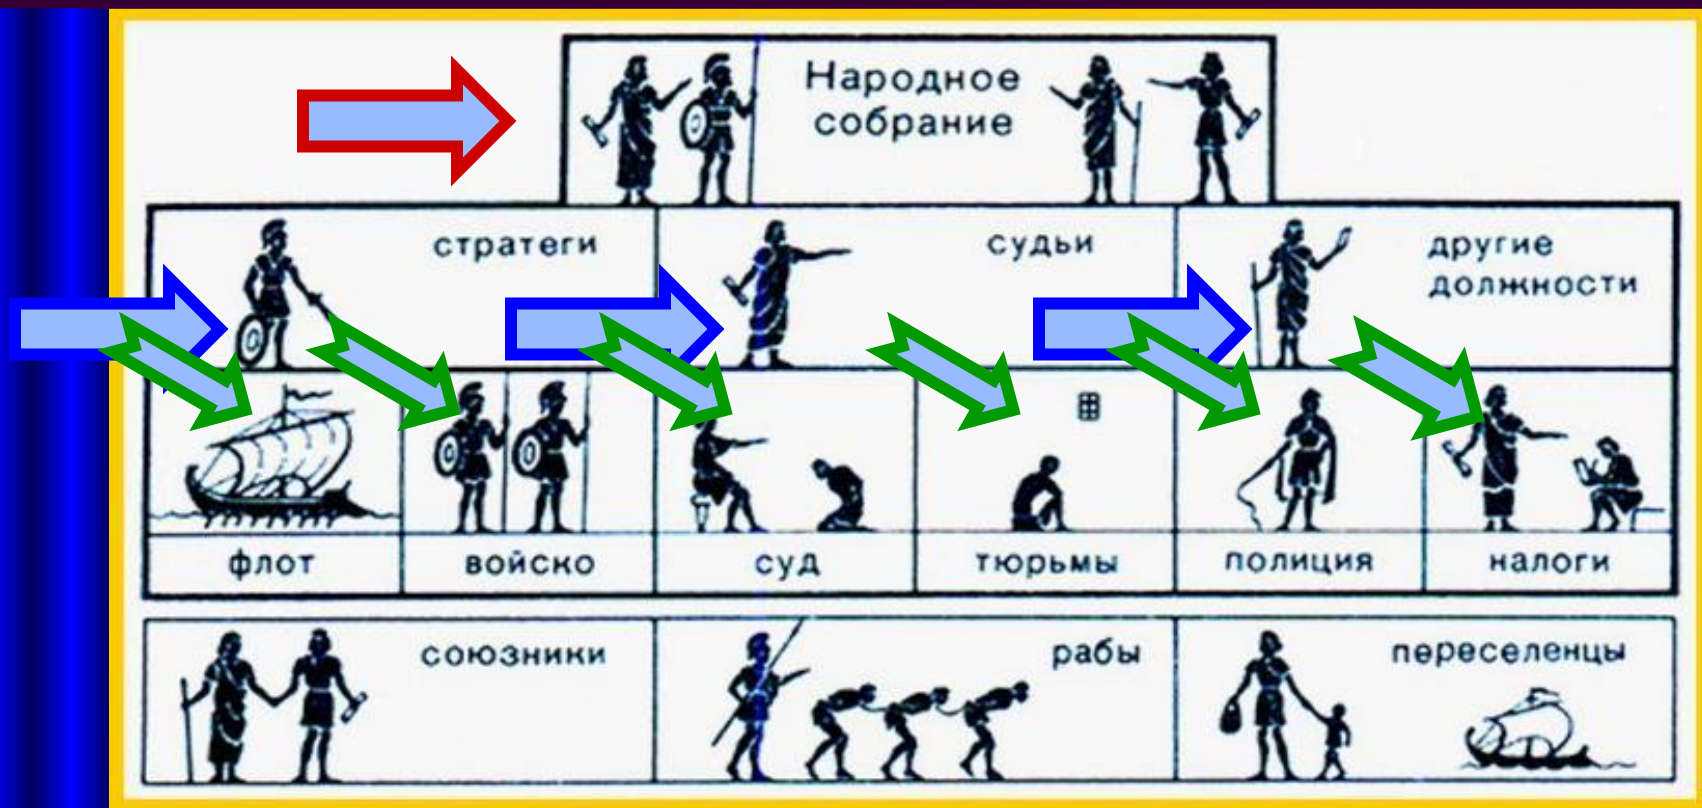 Народное
собрание
стратеги
судьи
другие
должности
флот
войско
суд
тюрьмы
полиция
налоги
союзники
рабы
переселенцы